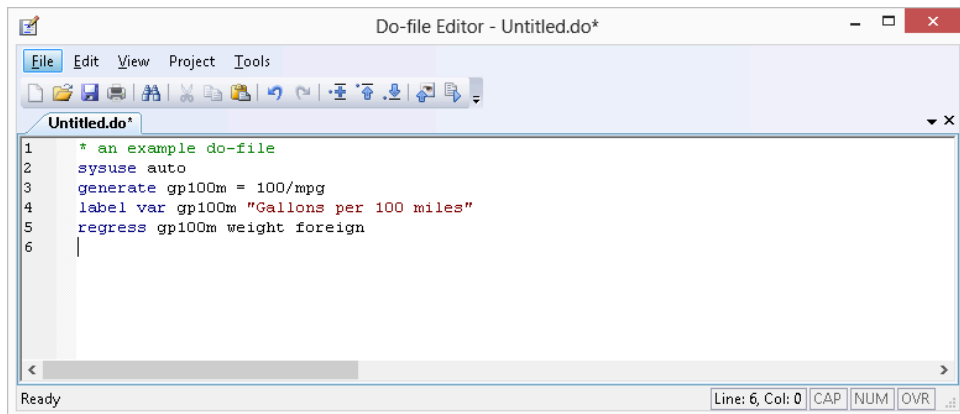 Do-file Editor - Untitled.do*
File Edit View Project Tools
Untitled.do*
1 * an example do-file
2 sysuse auto
3 generate gp100m = 100/mpg
4 label var gp100m "Gallons per 100 miles"
5 regress gp100m weight foreign
6
Ready Line: 6, Col: 0 CAP NUM OVR